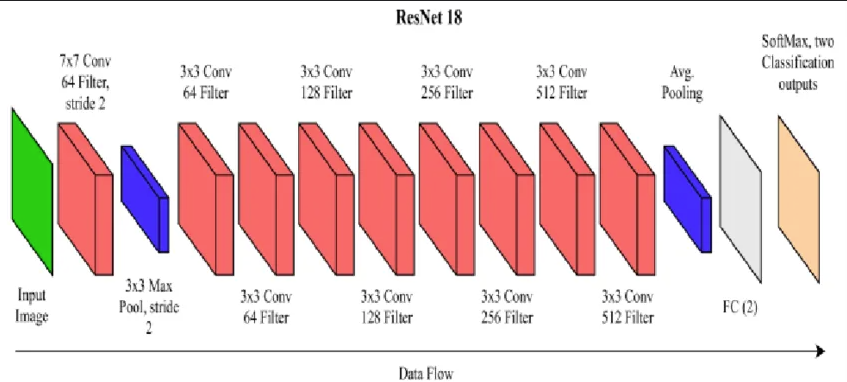 ResNet 18
7x7 Conv
64 Filter,
stride 2
3x3 Max
Pool, stride
2
3x3 Conv
64 Filter
3x3 Conv
64 Filter
3x3 Conv
128 Filter
3x3 Conv
128 Filter
3x3 Conv
256 Filter
3x3 Conv
256 Filter
3x3 Conv
512 Filter
3x3 Conv
512 Filter
Avg.
Pooling
FC (2)
SoftMax, two
Classification
outputs
Input
Image
Data Flow